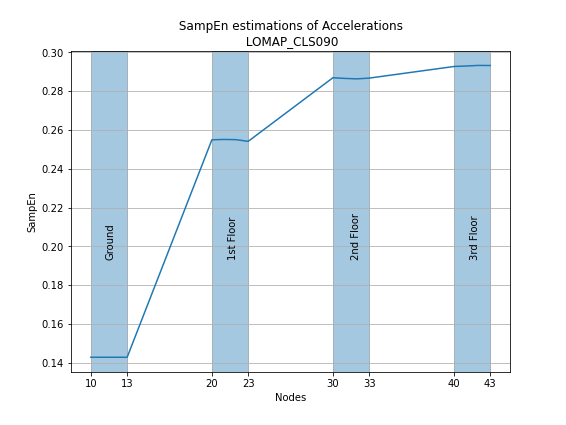 SampEn estimations of Accelerations
LOMAP_CLS090
0.30
0.28
0.26
0.24
0.22
0.20
0.18
0.16
0.14
SampEn
Ground
1st Floor
2nd Floor
3rd Floor
10 13 20 23 30 33 40 43
Nodes